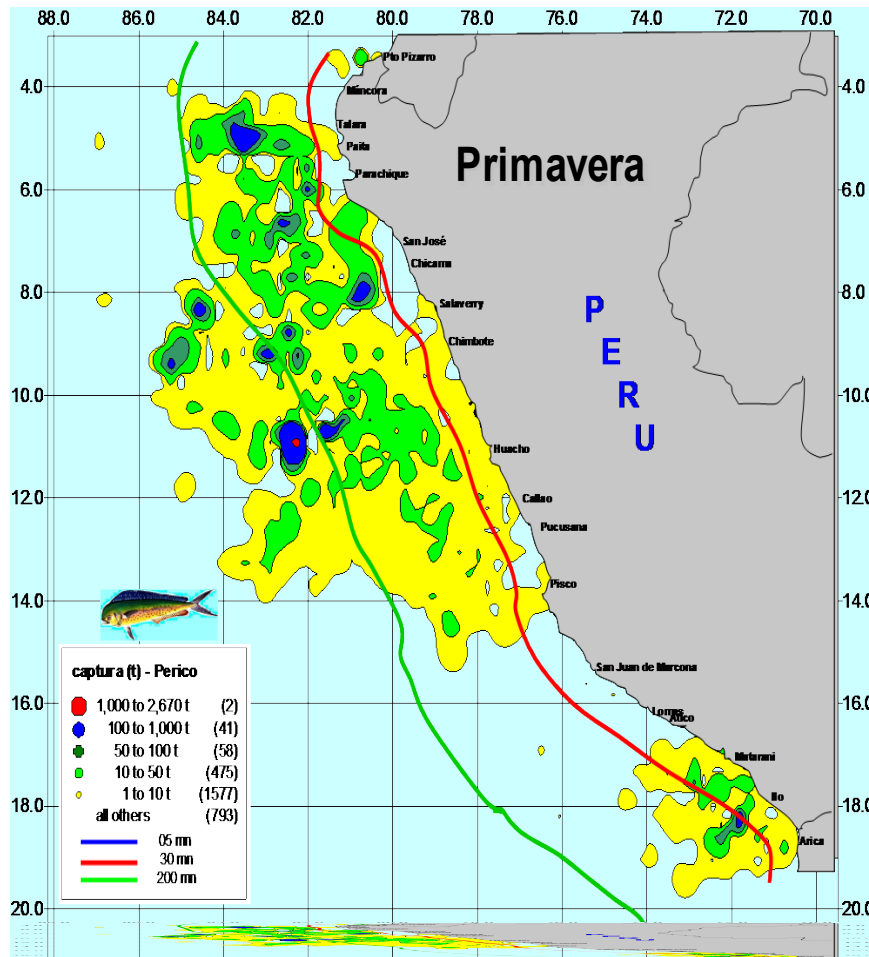 88.0 86.0 84.0 82.0 80.0 78.0 76.0 74.0 72.0 70.0
Pto Pizarro
4.0 4.0
Máncora
Talara
Paita
Primavera
Parachique
6.0 6.0
San José
Chicama
8.0 8.0
Salaverry
P
Chimbote
E
10.0 R 10.0
U
Huacho
12.0 12.0
Callao
Pucusana
Pisco
14.0 14.0
San Juan de Marcona
captura (t) - Perico
16.0 16.0
1,000 to 2,670 t (2)
Lomas
Atico
100 to 1,000 t (41)
50 to 100 t (58)
Matarani
10 to 50 t (475)
1 to 10 t (1577)
Ilo
18.0 18.0
all others (793)
05 mn
Arica
30 mn
200 mn
20.0 20.0